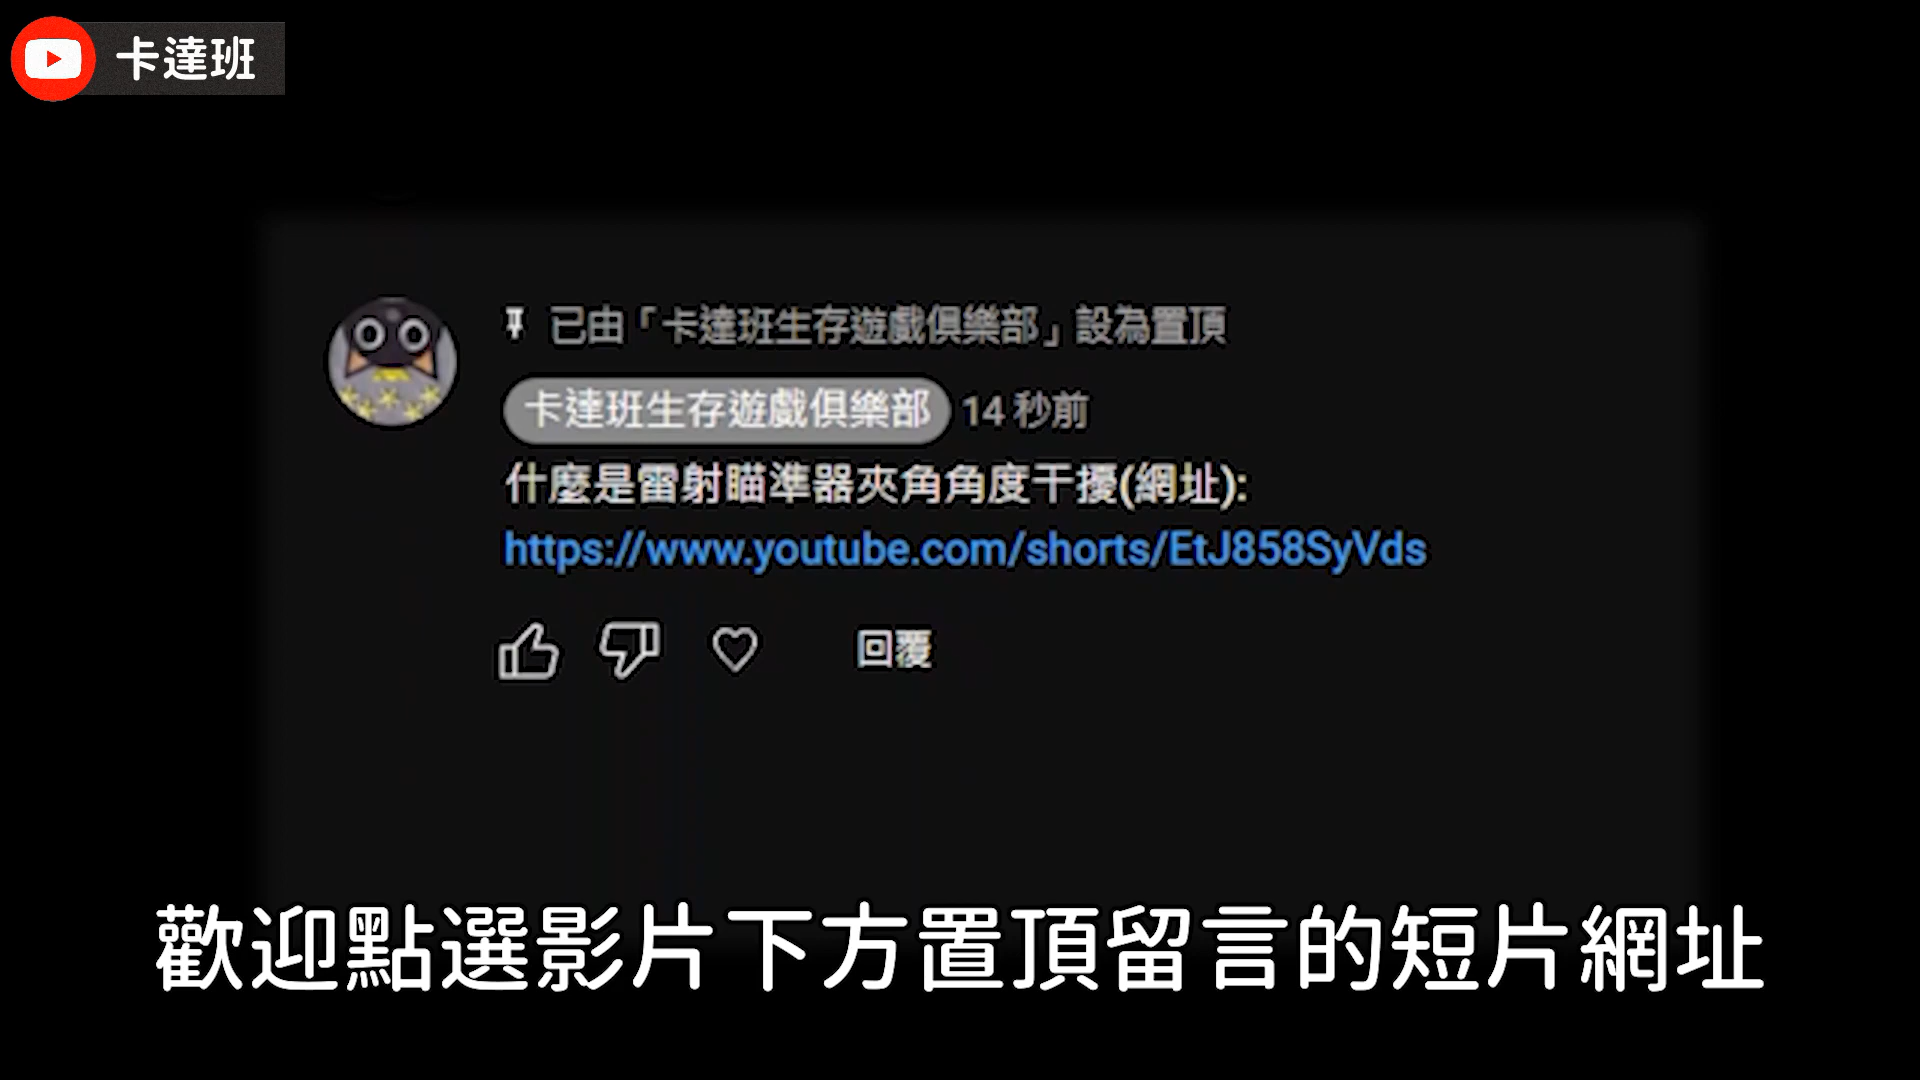 卡達班
已由「卡達班生存遊戲俱樂部」設為置頂
卡達班生存遊戲俱樂部 14 秒前
什麼是雷射瞄準器夾角角度干擾(網址):
https://www.youtube.com/shorts/EtJ858SyVds
回覆
歡迎點選影片下方置頂留言的短片網址